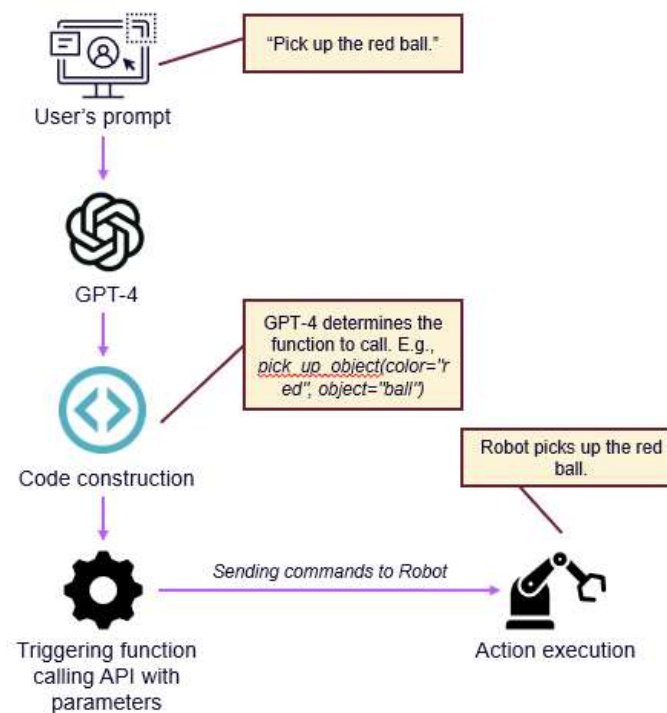 “Pick up the red ball.”
User’s prompt
GPT-4
GPT-4 determines the
function to call. E.g.,
pick_up_object(color="r
ed", object="ball")
Code construction
Robot picks up the red
ball.
Sending commands to Robot
Triggering function
calling API with
parameters
Action execution